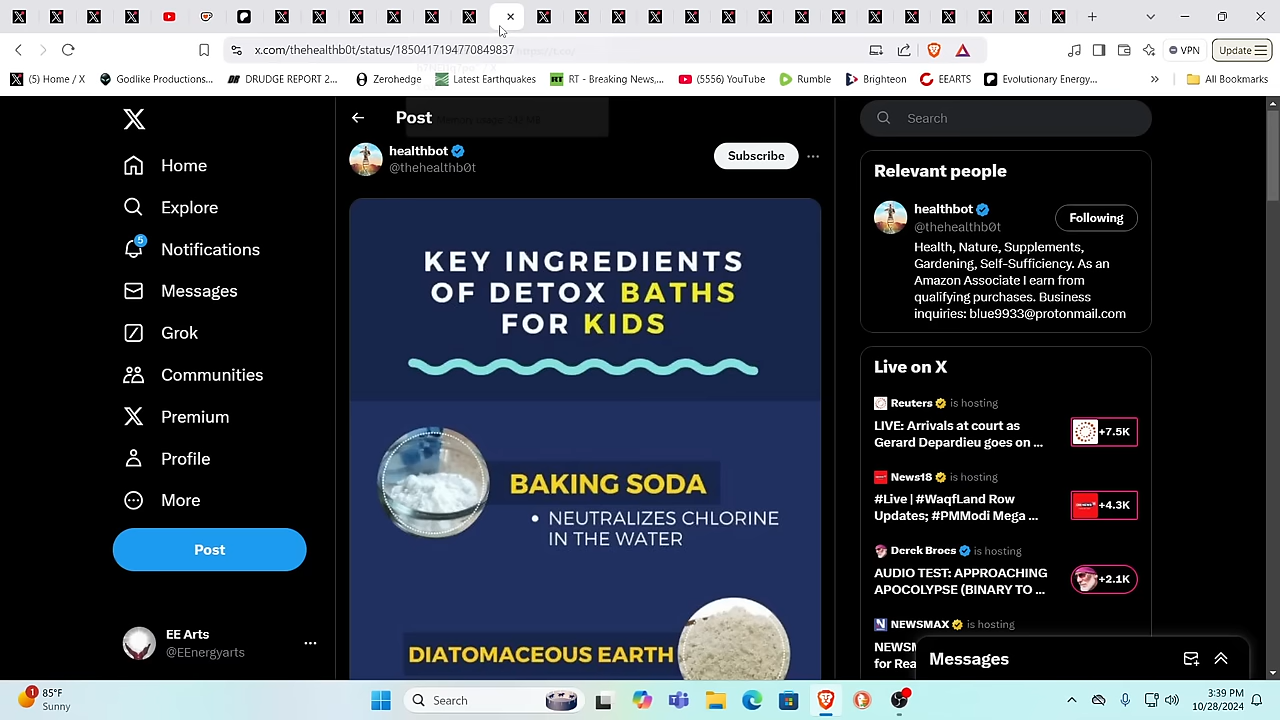 x.com/thehealthb0t/status/1850417194770849837
VPN
Update
(5) Home / X
Godlike Productions...
DRUDGE REPORT 2...
Zerohedge
Latest Earthquakes
RT - Breaking News,...
(5556) YouTube
Rumble
Brighteon
EEARTS
Evolutionary Energy...
»
All Bookmarks
Home
Explore
5
Notifications
Messages
Grok
Communities
Premium
Profile
More
Post
EE Arts
@EEnergyarts
Post
healthbot
@thehealthb0t
Subscribe
KEY INGREDIENTS
OF DETOX BATHS
FOR KIDS
BAKING SODA
• NEUTRALIZES CHLORINE
IN THE WATER
DIATOMACEOUS EARTH
Search
Relevant people
healthbot
@thehealthb0t
Following
Health, Nature, Supplements,
Gardening, Self-Sufficiency. As an
Amazon Associate I earn from
qualifying purchases. Business
inquiries: blue9933@protonmail.com
Live on X
Reuters is hosting
LIVE: Arrivals at court as
Gerard Depardieu goes on ...
+7.5K
News18 is hosting
#Live | #WaqfLand Row
Updates; #PMModi Mega ...
+4.3K
Derek Broes is hosting
AUDIO TEST: APPROACHING
APOCOLYPSE (BINARY TO ...
+2.1K
NEWSMAX is hosting
for Rea
Messages
1
85°F
Sunny
Search
3:39 PM
10/28/2024